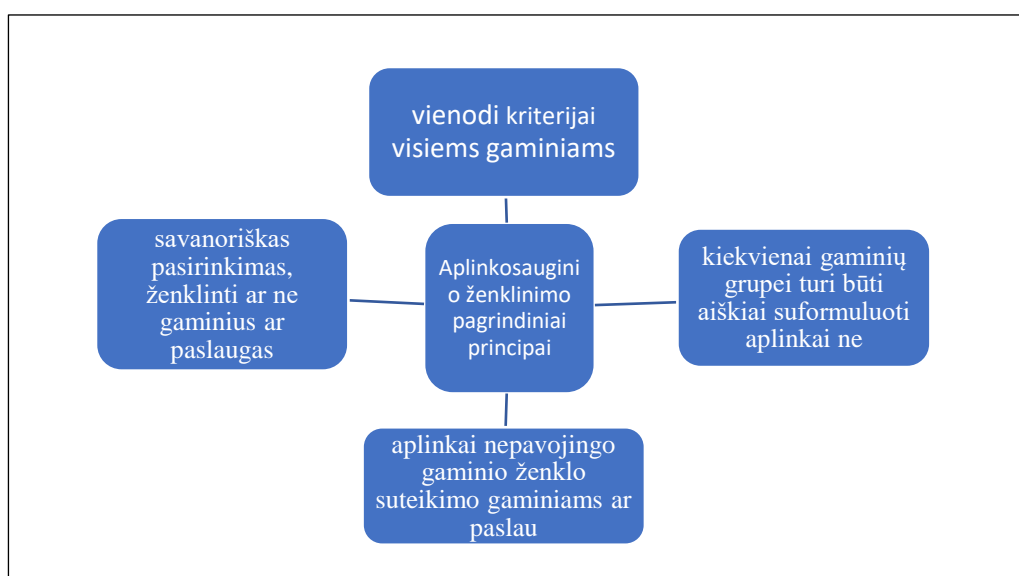 vienodi kriterijai
visiems gaminiams
savanoriškas
pasirinkimas,
ženklinti ar ne
gaminius ar
paslaugas
Aplinkosaugini
o ženklinimo
pagrindiniai
principai
kiekvienai gaminių
grupei turi būti
aiškiai suformuluoti
aplinkai ne
aplinkai nepavojingo
gaminio ženklo
suteikimo gaminiams ar
paslau